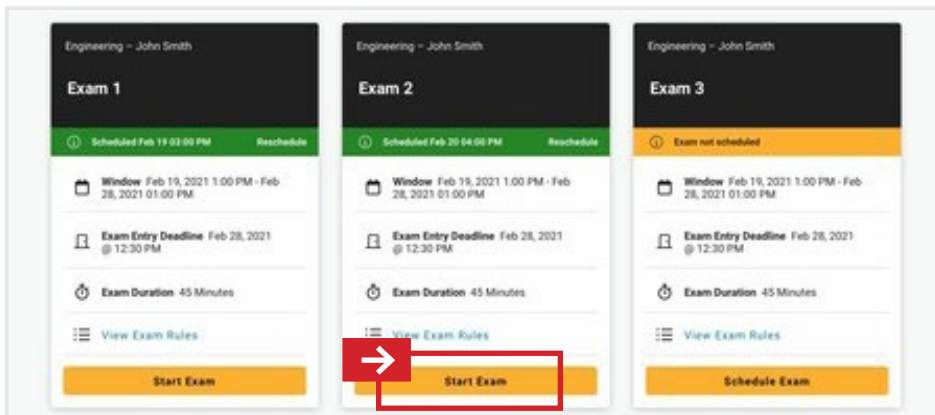 Engineering – John Smith
Exam 1
Scheduled Feb 19 03:00 PM Reschedule
Window Feb 19, 2021 1:00 PM - Feb
28, 2021 01:00 PM
Exam Entry Deadline Feb 28, 2021
@ 12:30 PM
Exam Duration 45 Minutes
View Exam Rules
Start Exam
Engineering – John Smith
Exam 2
Scheduled Feb 20 04:00 PM Reschedule
Window Feb 19, 2021 1:00 PM - Feb
28, 2021 01:00 PM
Exam Entry Deadline Feb 28, 2021
@ 12:30 PM
Exam Duration 45 Minutes
View Exam Rules
Start Exam
Engineering – John Smith
Exam 3
Exam not scheduled
Window Feb 19, 2021 1:00 PM - Feb
28, 2021 01:00 PM
Exam Entry Deadline Feb 28, 2021
@ 12:30 PM
Exam Duration 45 Minutes
View Exam Rules
Schedule Exam